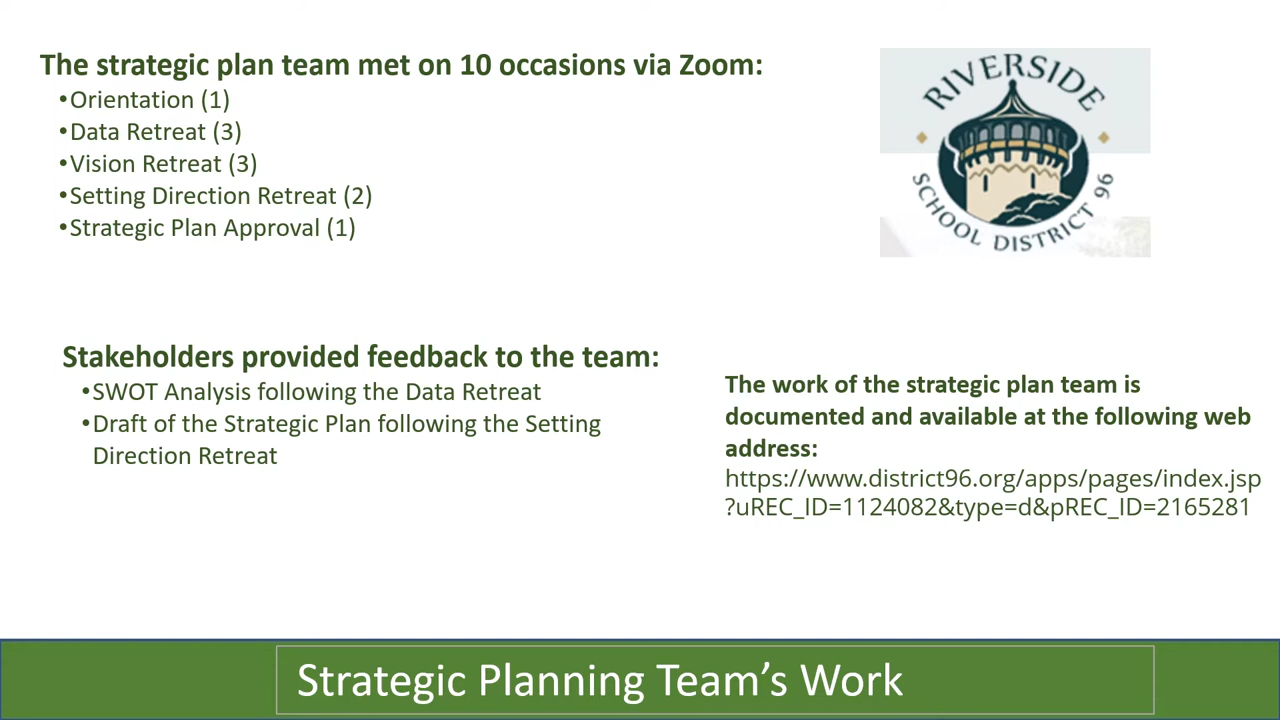 The strategic plan team met on 10 occasions via Zoom:
•Orientation (1)
•Data Retreat (3)
•Vision Retreat (3)
•Setting Direction Retreat (2)
•Strategic Plan Approval (1)
RIVERSIDE
SCHOOL DISTRICT 96
Stakeholders provided feedback to the team:
•SWOT Analysis following the Data Retreat
•Draft of the Strategic Plan following the Setting
Direction Retreat
The work of the strategic plan team is
documented and available at the following web
address:
https://www.district96.org/apps/pages/index.jsp
?uREC_ID=1124082&type=d&pREC_ID=2165281
Strategic Planning Team’s Work